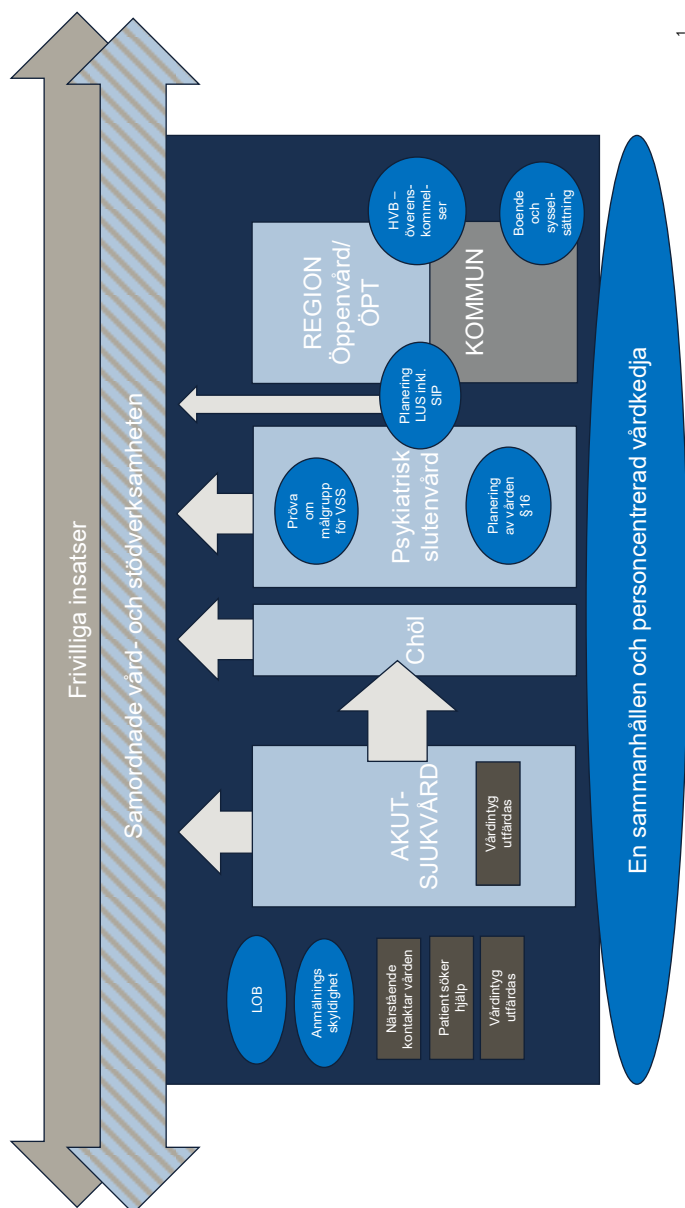 Frivilliga insatser
Samordnade vård- och stödverksamheten
LOB
Anmälnings
skyldighet
Närstående
kontaktar vården
Patient söker
hjälp
Vårdintyg
utfärdas
AKUT-
SJUKVÅRD
Vårdintyg
utfärdas
Chöl
Psykiatrisk
slutenvård
Pröva
om
målgrupp
för VSS
Planering
av vården
§16
Planering
LUS inkl.
SIP
REGION
Öppenvård/
ÖPT
KOMMUN
HVB –
överens-
kommel-
ser
Boende
och
syssel-
sättning
En sammanhållen och personcentrerad vårdkedja
1